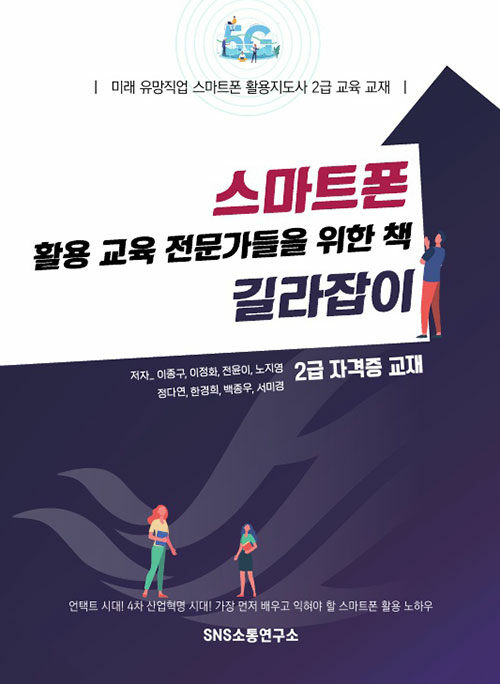 5G
| 미래 유망직업 스마트폰 활용지도사 2급 교육 교재 |
스마트폰
활용 교육 전문가들을 위한 책
길라잡이
저자_ 이종구, 이정화, 전윤이, 노지영
정다연, 한경희, 백종우, 서미경
2급 자격증 교재
언택트 시대! 4차 산업혁명 시대! 가장 먼저 배우고 익혀야 할 스마트폰 활용 노하우
SNS소통연구소